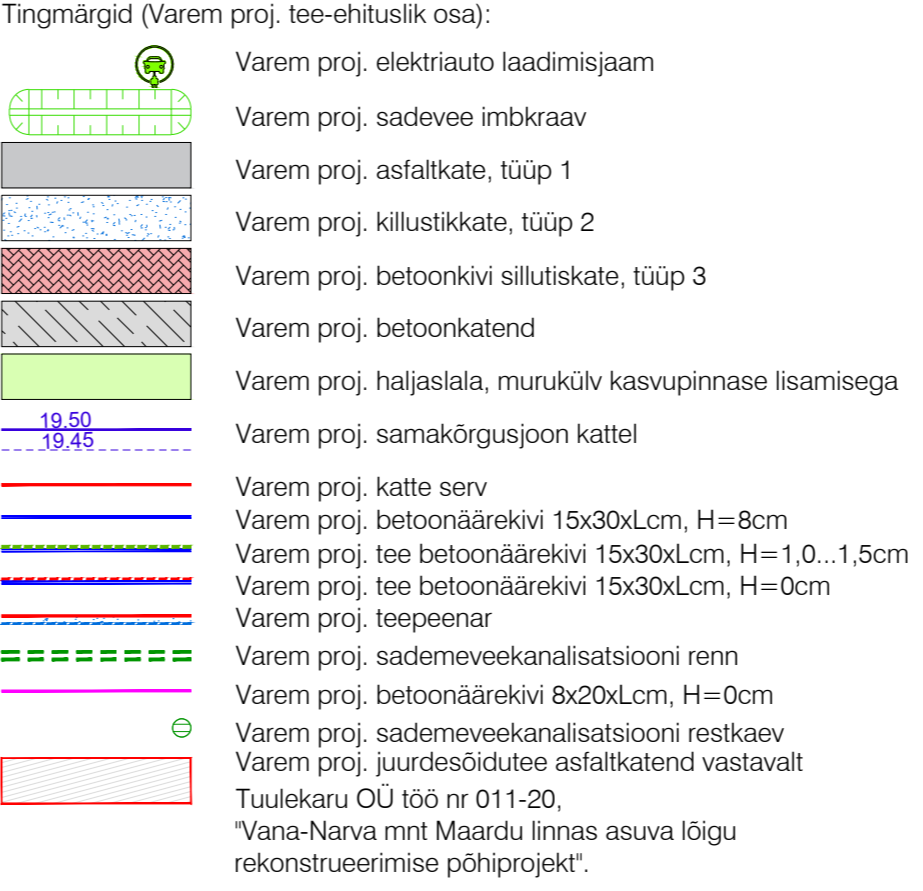 Tingmärgid (Varem proj. tee-ehituslik osa):
Varem proj. elektriauto laadimisjaam
Varem proj. sadevee imbkraav
Varem proj. asfaltkate, tüüp 1
Varem proj. killustikkate, tüüp 2
Varem proj. betoonkivi sillutiskate, tüüp 3
Varem proj. betoonkatend
Varem proj. haljaslala, murukülv kasvupinnase lisamisega
19.50
19.45
Varem proj. samakõrgusjoon kattel
Varem proj. katte serv
Varem proj. betoonäärekivi 15x30xLcm, H=8cm
Varem proj. tee betoonäärekivi 15x30xLcm, H=1,0...1,5cm
Varem proj. tee betoonäärekivi 15x30xLcm, H=0cm
Varem proj. teepeenar
Varem proj. sademeveekanalisatsiooni renn
Varem proj. betoonäärekivi 8x20xLcm, H=0cm
Varem proj. sademeveekanalisatsiooni restkaev
Varem proj. juurdesõidutee asfaltkatend vastavalt
Tuulekaru OÜ töö nr 011-20,
"Vana-Narva mnt Maardu linnas asuva lõigu
rekonstrueerimise põhiprojekt".